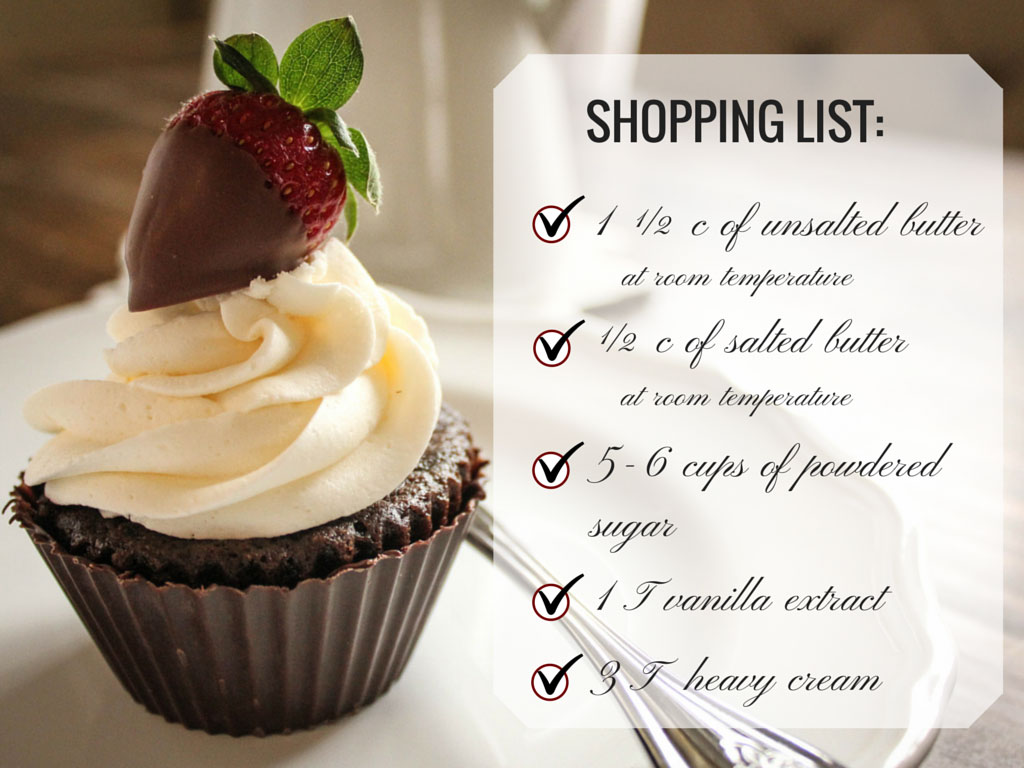 SHOPPING LIST:
1 1/2 c of unsalted butter
at room temperature
1/2 c of salted butter
at room temperature
5-6 cups of powdered
sugar
1 T vanilla extract
3 T heavy cream